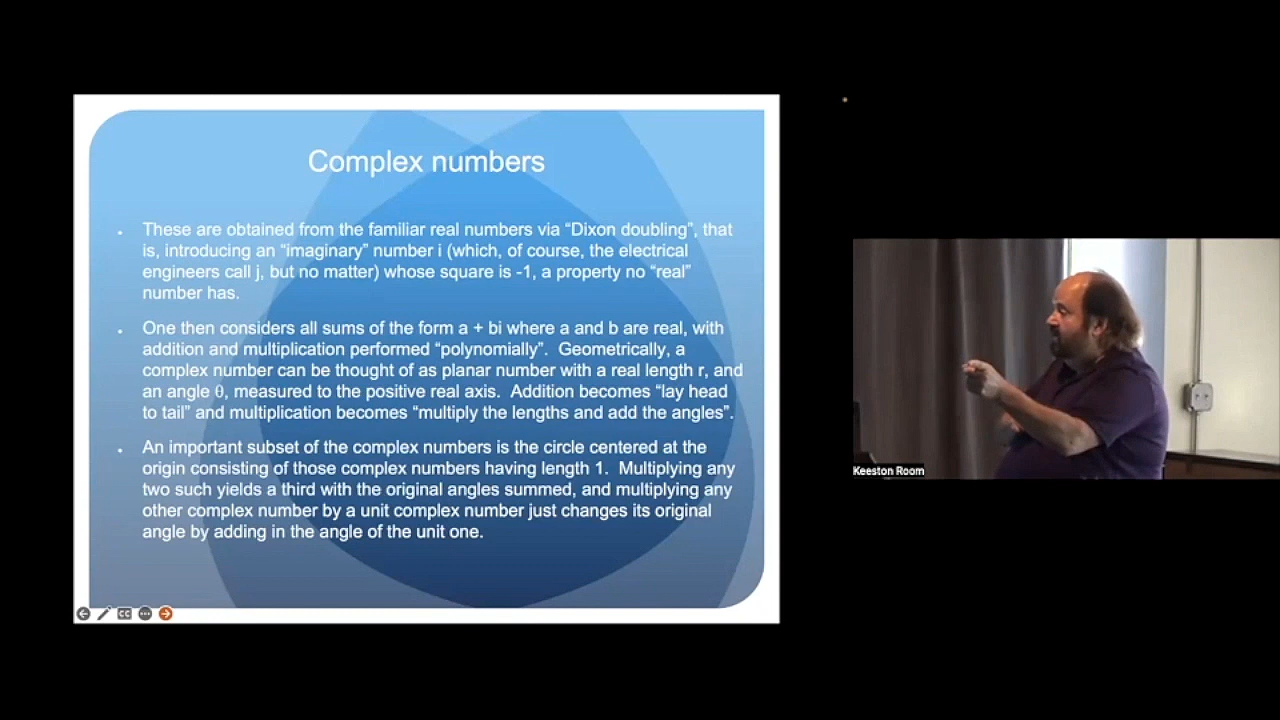 Complex numbers
• These are obtained from the familiar real numbers via “Dixon doubling”, that
is, introducing an “imaginary” number i (which, of course, the electrical
engineers call j, but no matter) whose square is -1, a property no “real”
number has.
• One then considers all sums of the form a + bi where a and b are real, with
addition and multiplication performed “polynomially”.  Geometrically, a
complex number can be thought of as planar number with a real length r, and
an angle θ, measured to the positive real axis.  Addition becomes “lay head
to tail” and multiplication becomes “multiply the lengths and add the angles”.
• An important subset of the complex numbers is the circle centered at the
origin consisting of those complex numbers having length 1.  Multiplying any
two such yields a third with the original angles summed, and multiplying any
other complex number by a unit complex number just changes its original
angle by adding in the angle of the unit one.
CC
Keeston Room